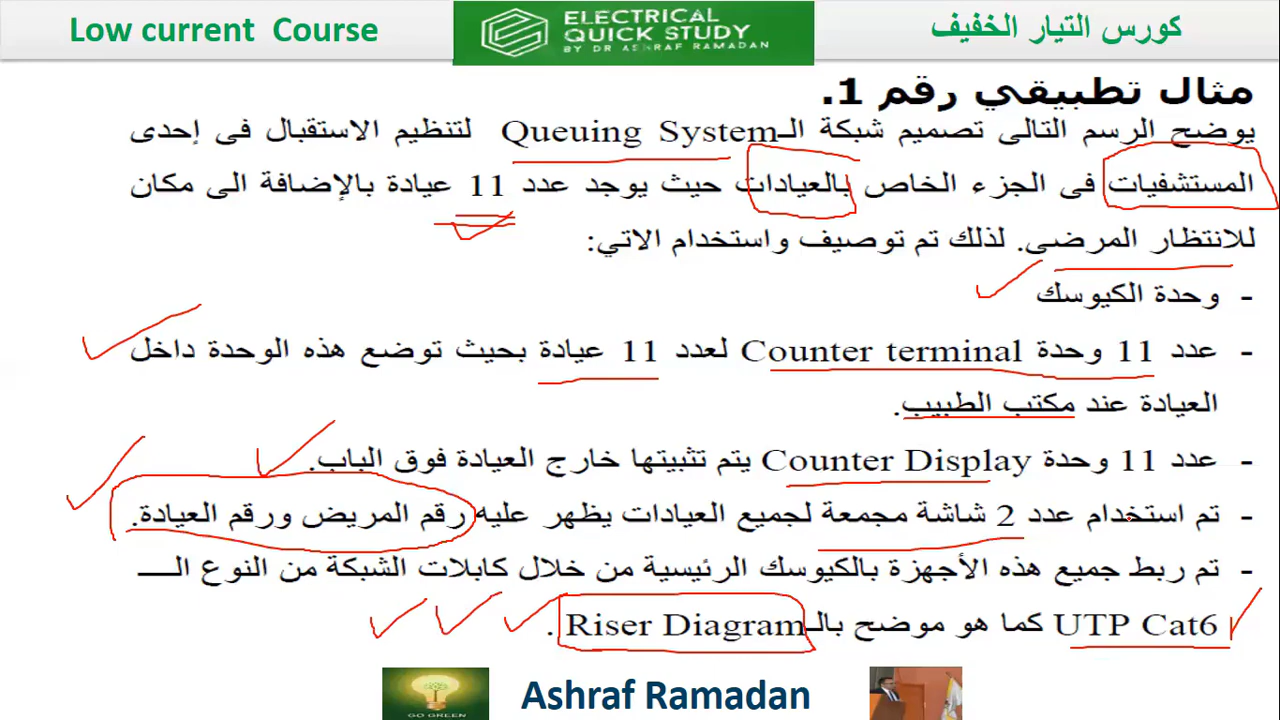 Low current Course
ELECTRICAL
QUICK STUDY
BY DR ASHRAF RAMADAN
كورس التيار الخفيف
مثال تطبيقي رقم 1.
يوضح الرسم التالى تصميم شبكة الـQueuing System لتنظيم الاستقبال فى إحدى
المستشفيات فى الجزء الخاص بالعيادات حيث يوجد عدد 11 عيادة بالإضافة الى مكان
للانتظار المرضى. لذلك تم توصيف واستخدام الاتي:
- وحدة الكيوسك
- عدد 11 وحدة Counter terminal لعدد 11 عيادة بحيث توضع هذه الوحدة داخل
العيادة عند مكتب الطبيب.
- عدد 11 وحدة Counter Display يتم تثبيتها خارج العيادة فوق الباب.
- تم استخدام عدد 2 شاشة مجمعة لجميع العيادات يظهر عليه رقم المريض ورقم العيادة.
- تم ربط جميع هذه الأجهزة بالكيوسك الرئيسية من خلال كابلات الشبكة من النوع الـــ
UTP Cat6 كما هو موضح بالـRiser Diagram .
GO GREEN
Ashraf Ramadan